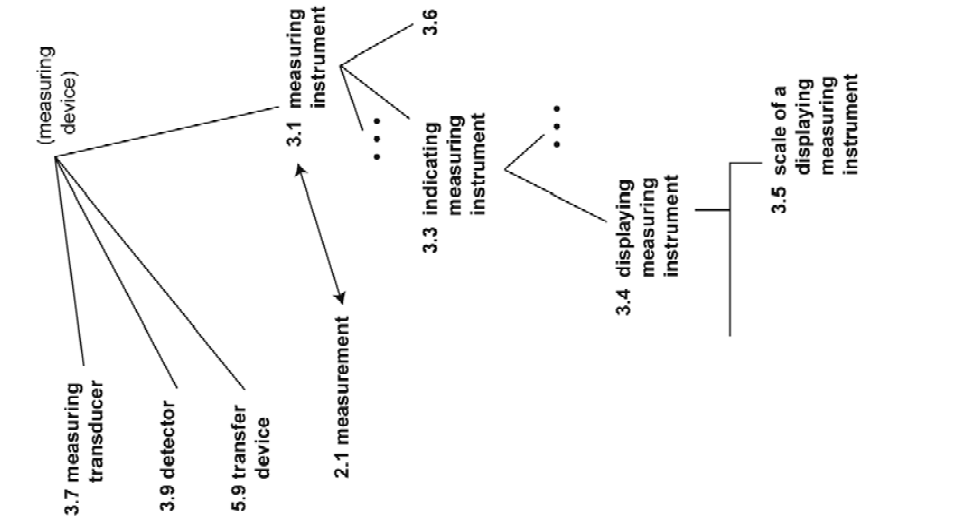 (measuring
device)
3.7 measuring
transducer
3.9 detector
5.9 transfer
device
3.1 measuring
instrument
2.1 measurement
3.3 indicating
measuring
instrument
3.6
3.4 displaying
measuring
instrument
3.5 scale of a
displaying
measuring
instrument